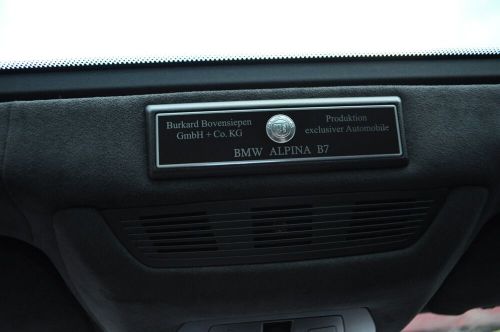 Burkard Bovensiepen
GmbH + Co. KG
Produktion
exclusiver Automobile
BMW ALPINA B7